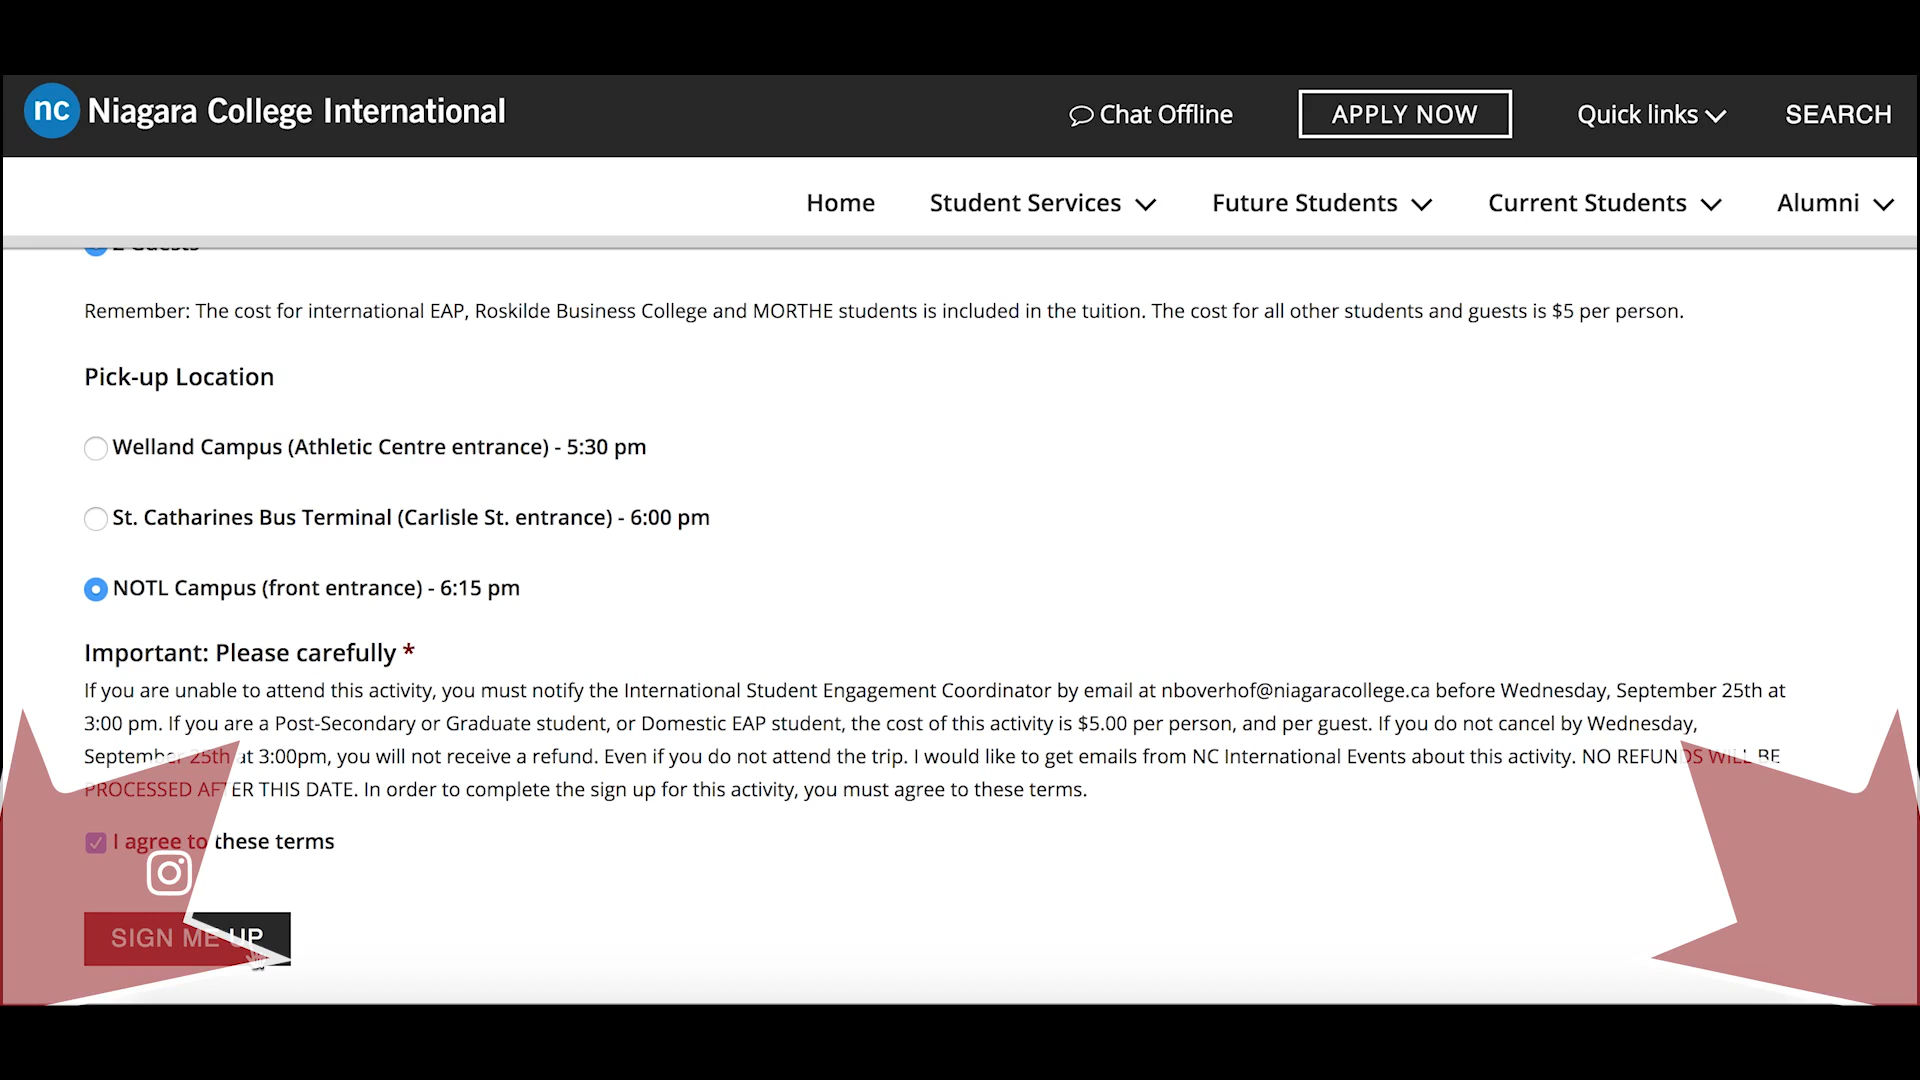 nc Niagara College International
Chat Offline
APPLY NOW
Quick links
SEARCH
Home
Student Services
Future Students
Current Students
Alumni
2 Guests
Remember: The cost for international EAP, Roskilde Business College and MORTHE students is included in the tuition. The cost for all other students and guests is $5 per person.
Pick-up Location
Welland Campus (Athletic Centre entrance) - 5:30 pm
St. Catharines Bus Terminal (Carlisle St. entrance) - 6:00 pm
NOTL Campus (front entrance) - 6:15 pm
Important: Please carefully *
If you are unable to attend this activity, you must notify the International Student Engagement Coordinator by email at nboverhof@niagaracollege.ca before Wednesday, September 25th at
3:00 pm. If you are a Post-Secondary or Graduate student, or Domestic EAP student, the cost of this activity is $5.00 per person, and per guest. If you do not cancel by Wednesday,
September 25th at 3:00pm, you will not receive a refund. Even if you do not attend the trip. I would like to get emails from NC International Events about this activity. NO REFUNDS WILL BE
PROCESSED AFTER THIS DATE. In order to complete the sign up for this activity, you must agree to these terms.
I agree to these terms
SIGN ME UP